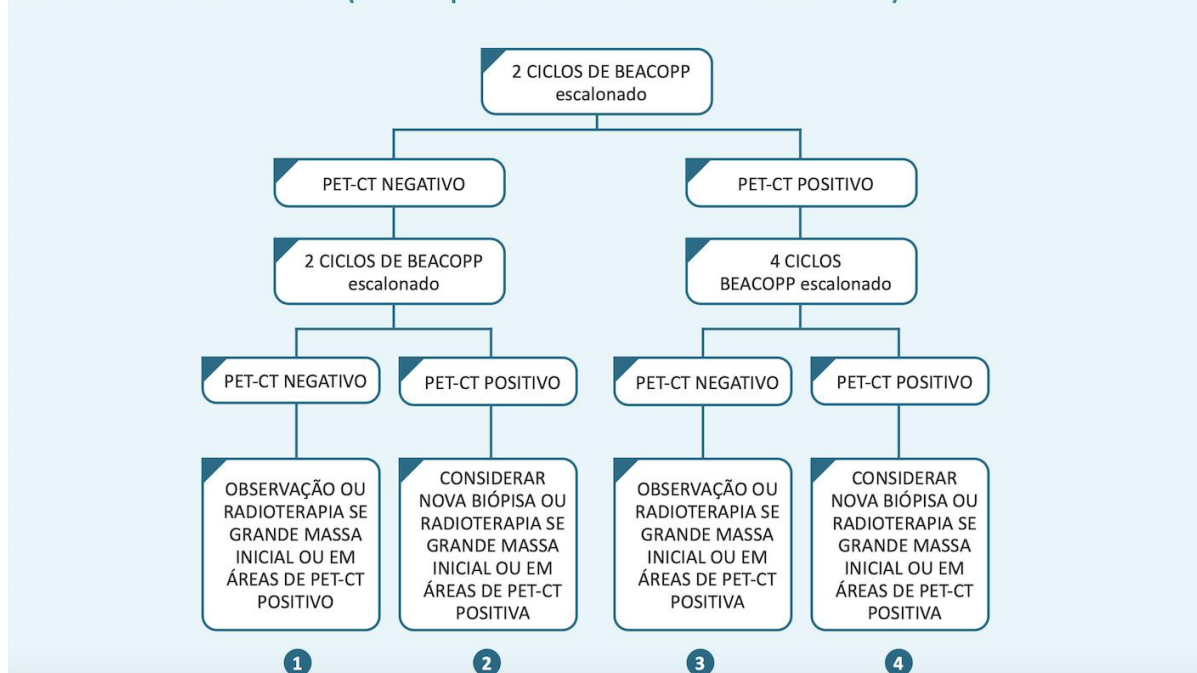 2 CICLOS DE BEACOPP
escalonado
PET-CT NEGATIVO
PET-CT POSITIVO
2 CICLOS DE BEACOPP
escalonado
4 CICLOS
BEACOPP escalonado
PET-CT NEGATIVO
PET-CT POSITIVO
PET-CT NEGATIVO
PET-CT POSITIVO
OBSERVAÇÃO OU
RADIOTERAPIA SE
GRANDE MASSA
INICIAL OU EM
ÁREAS DE PET-CT
POSITIVO
CONSIDERAR
NOVA BIÓPISA OU
RADIOTERAPIA SE
GRANDE MASSA
INICIAL OU EM
ÁREAS DE PET-CT
POSITIVA
OBSERVAÇÃO OU
RADIOTERAPIA SE
GRANDE MASSA
INICIAL OU EM
ÁREAS DE PET-CT
POSITIVA
CONSIDERAR
NOVA BIÓPISA OU
RADIOTERAPIA SE
GRANDE MASSA
INICIAL OU EM
ÁREAS DE PET-CT
POSITIVA
1
2
3
4